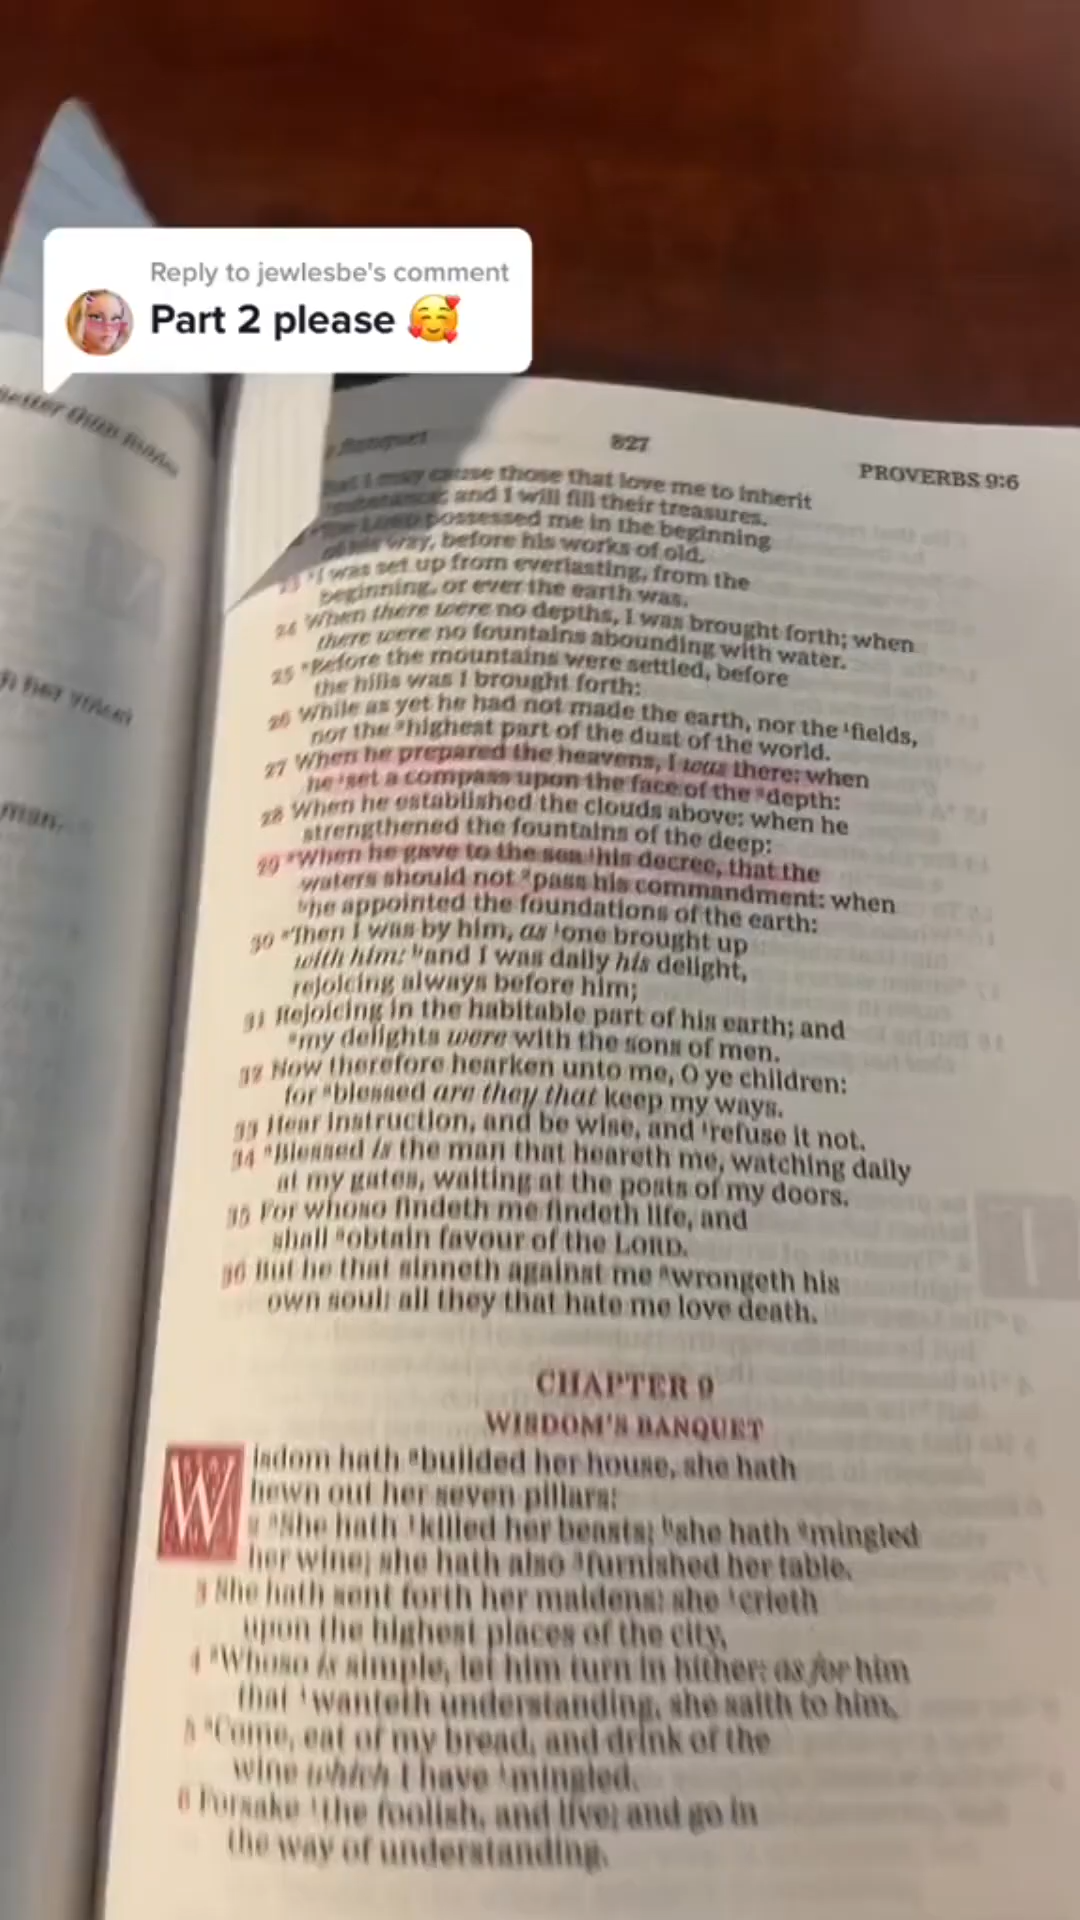 Reply to jewlesbe's comment
Part 2 please 🥰
Better than
Banquet
827
PROVERBS 9:6
I may cause those that love me to inherit
substance; and I will fill their treasures.
The LORD possessed me in the beginning
of his way, before his works of old.
23 I was set up from everlasting, from the
beginning, or ever the earth was.
24 When there were no depths, I was brought forth; when
there were no fountains abounding with water.
25 Before the mountains were settled, before
the hills was I brought forth:
26 While as yet he had not made the earth, nor the fields,
nor the highest part of the dust of the world.
27 When he prepared the heavens, I was there: when
he set a compass upon the face of the depth:
28 When he established the clouds above: when he
strengthened the fountains of the deep:
29 When he gave to the sea his decree, that the
waters should not pass his commandment: when
he appointed the foundations of the earth:
30 Then I was by him, as one brought up
with him: and I was daily his delight,
rejoicing always before him;
31 Rejoicing in the habitable part of his earth; and
my delights were with the sons of men.
32 Now therefore hearken unto me, O ye children:
for blessed are they that keep my ways.
33 Hear instruction, and be wise, and refuse it not.
34 Blessed is the man that heareth me, watching daily
at my gates, waiting at the posts of my doors.
35 For whoso findeth me findeth life, and
shall obtain favour of the LORD.
36 But he that sinneth against me wrongeth his
own soul: all they that hate me love death.
CHAPTER 9
WISDOM'S BANQUET
Wisdom hath builded her house, she hath
hewn out her seven pillars:
2 She hath killed her beasts; she hath mingled
her wine; she hath also furnished her table.
3 She hath sent forth her maidens: she crieth
upon the highest places of the city,
4 Whoso is simple, let him turn in hither: as for him
that wanteth understanding, she saith to him,
5 Come, eat of my bread, and drink of the
wine which I have mingled.
6 Forsake the foolish, and live; and go in
the way of understanding.
man.